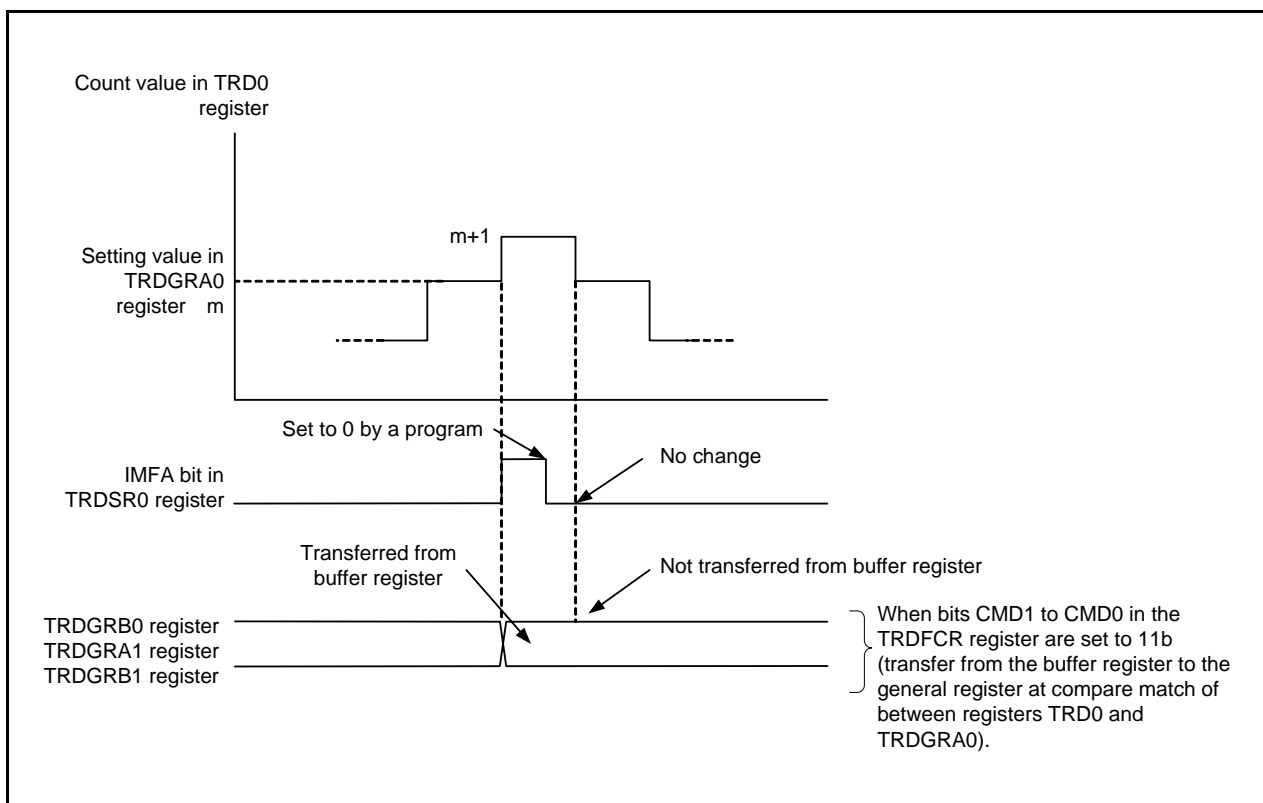 Count value in TRD0
register
m+1
Setting value in
TRDGRA0
register m
Set to 0 by a program
No change
IMFA bit in
TRDSR0 register
Transferred from
buffer register
Not transferred from buffer register
TRDGRB0 register
TRDGRA1 register
TRDGRB1 register
When bits CMD1 to CMD0 in the
TRDFCR register are set to 11b
(transfer from the buffer register to the
general register at compare match of
between registers TRD0 and
TRDGRA0).